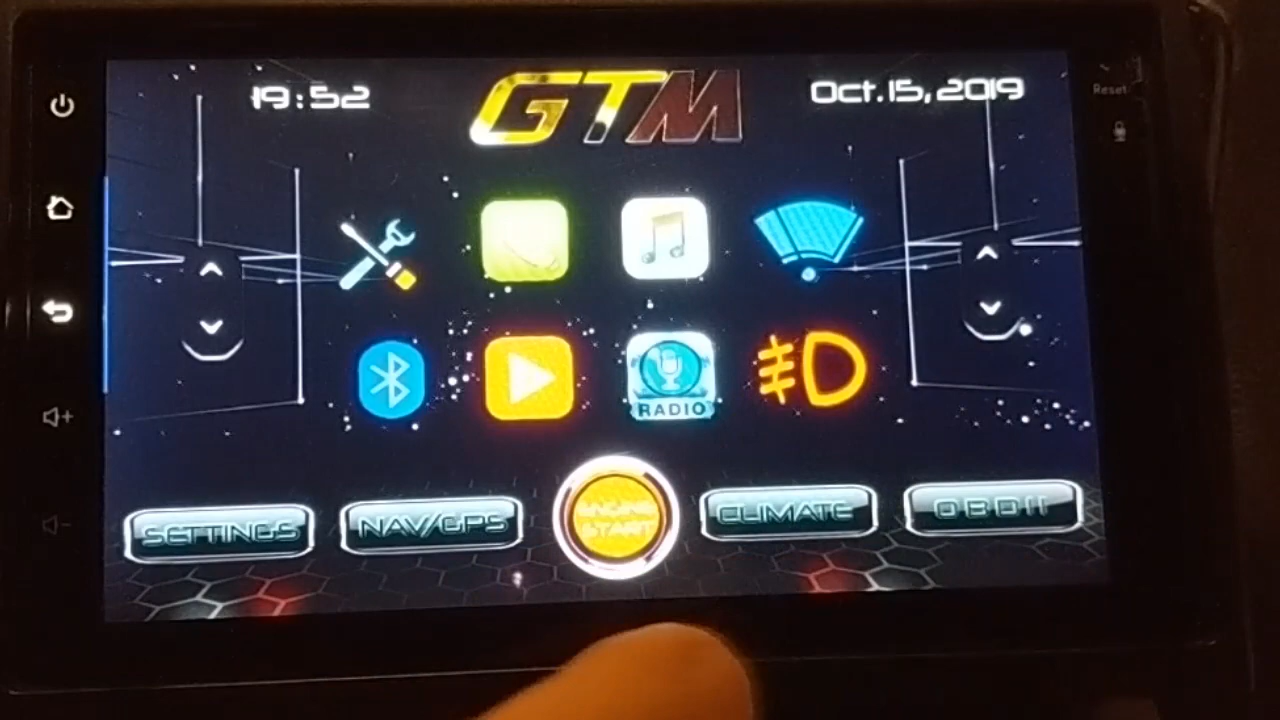 19:52
GTM
Oct.15,2019
Reset
RADIO
SETTINGS
NAV/GPS
ENGINE
START
CLIMATE
OBDII